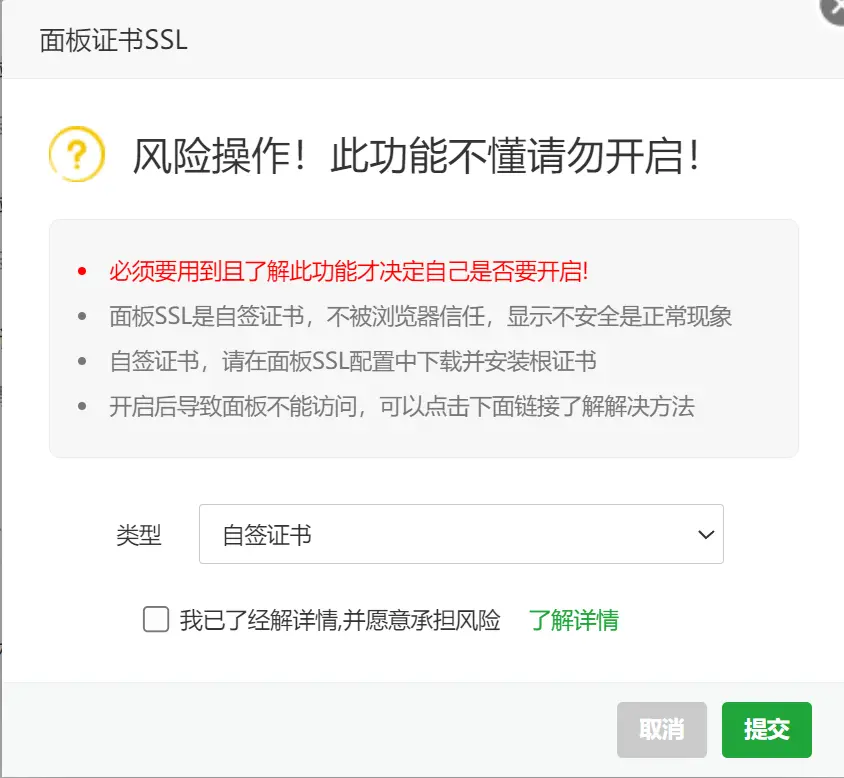 面板证书SSL
风险操作！此功能不懂请勿开启！
必须要用到且了解此功能才决定自己是否要开启!
面板SSL是自签证书，不被浏览器信任，显示不安全是正常现象
自签证书，请在面板SSL配置中下载并安装根证书
开启后导致面板不能访问，可以点击下面链接了解解决方法
类型 自签证书
我已了经解详情,并愿意承担风险 了解详情
取消 提交